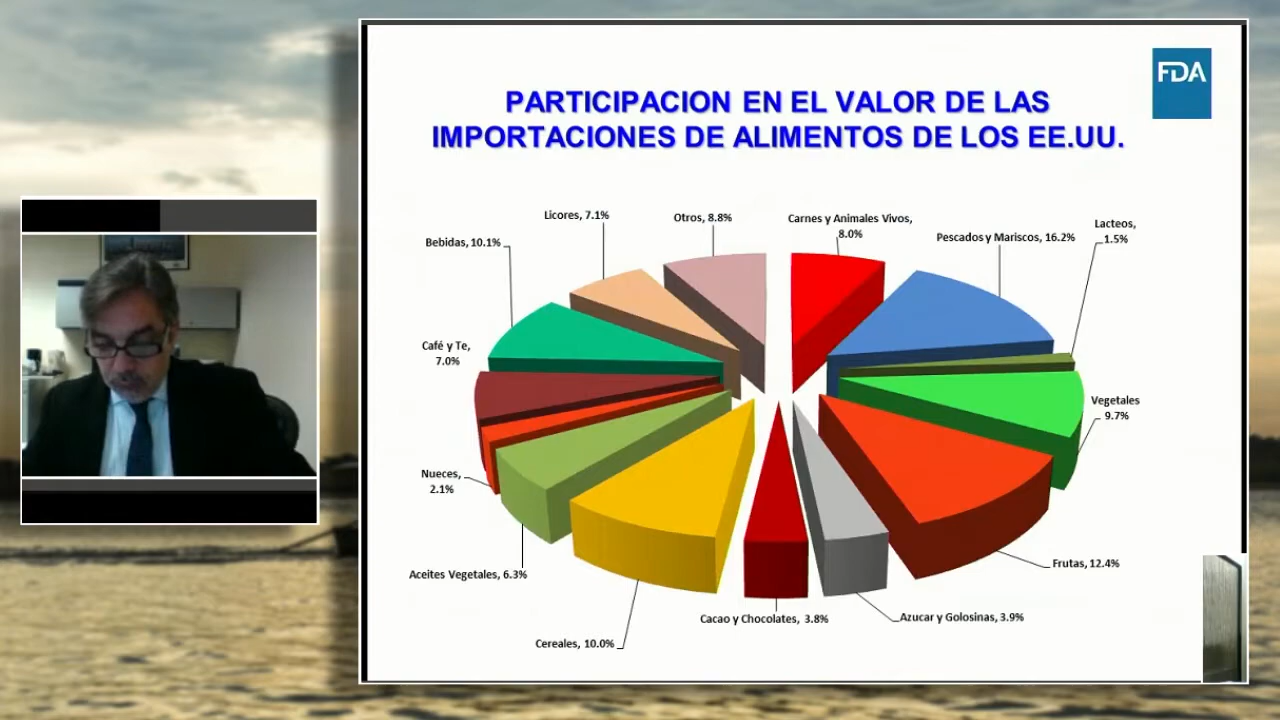 FDA
PARTICIPACION EN EL VALOR DE LAS
IMPORTACIONES DE ALIMENTOS DE LOS EE.UU.
Licores, 7.1%
Otros, 8.8%
Carnes y Animales Vivos,
8.0%
Pescados y Mariscos, 16.2%
Lacteos,
1.5%
Bebidas, 10.1%
Café y Te,
7.0%
Vegetales
9.7%
Nueces,
2.1%
Aceites Vegetales, 6.3%
Frutas, 12.4%
Cacao y Chocolates, 3.8%
Azucar y Golosinas, 3.9%
Cereales, 10.0%